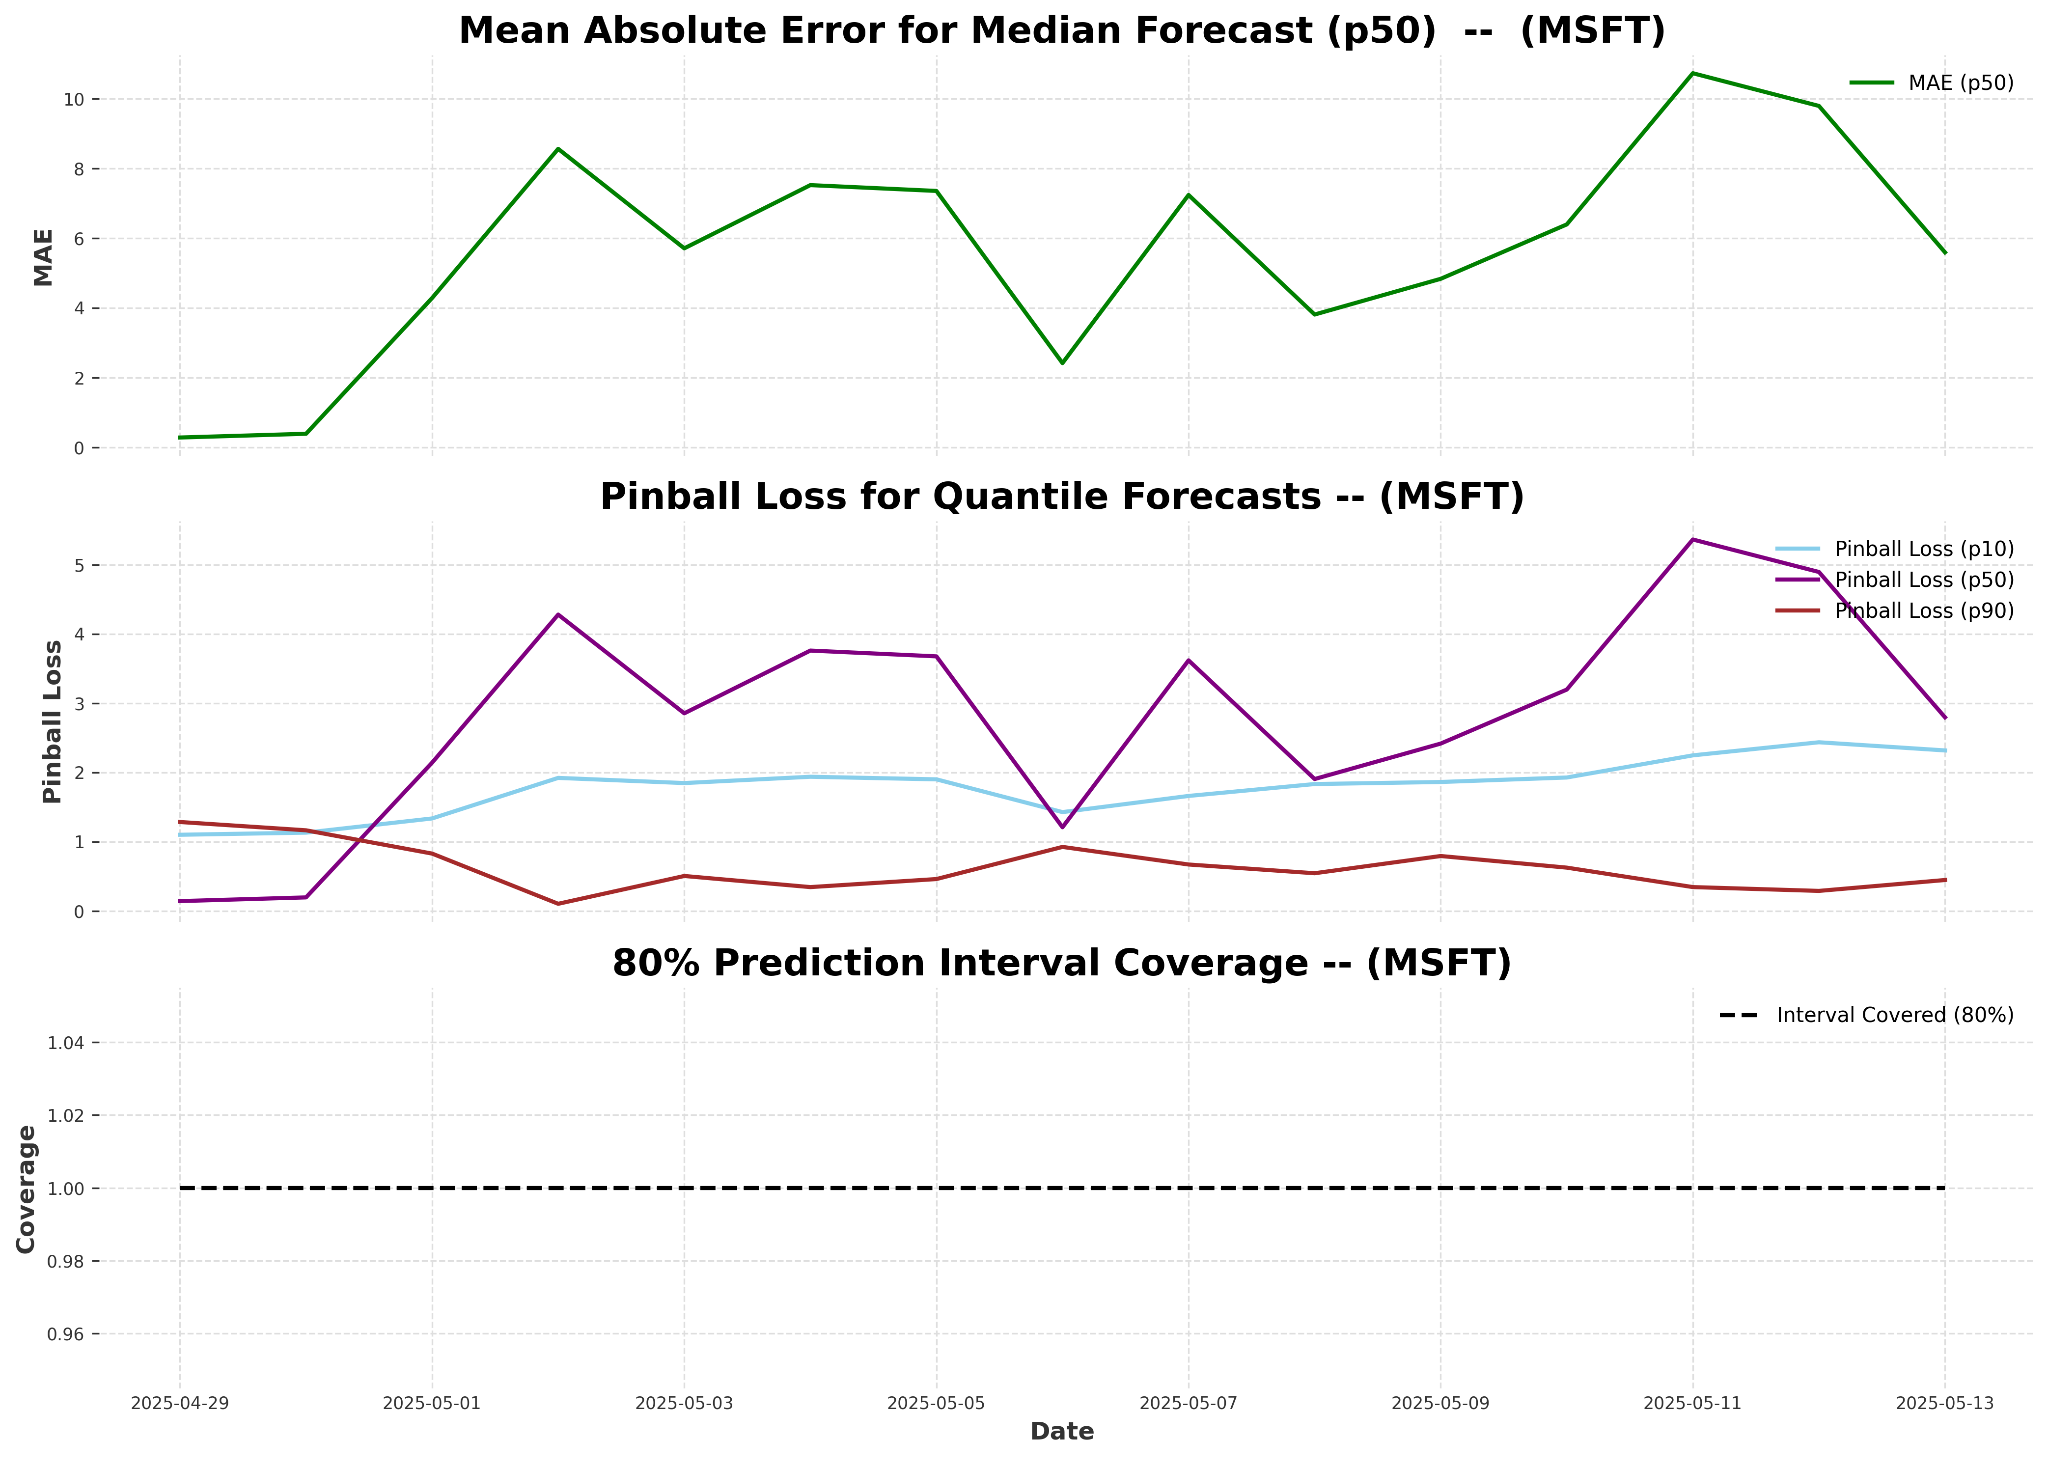 Mean Absolute Error for Median Forecast (p50)  --  (MSFT)
MAE (p50)
10
8
6
4
2
0
MAE
Pinball Loss for Quantile Forecasts -- (MSFT)
Pinball Loss (p10)
Pinball Loss (p50)
Pinball Loss (p90)
5
4
3
2
1
0
Pinball Loss
80% Prediction Interval Coverage -- (MSFT)
Interval Covered (80%)
1.04
1.02
1.00
0.98
0.96
Coverage
2025-04-29 2025-05-01 2025-05-03 2025-05-05 2025-05-07 2025-05-09 2025-05-11 2025-05-13
Date